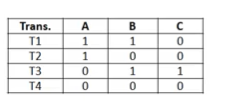 Trans. A B C
T1 1 1 0
T2 1 0 0
T3 0 1 1
T4 0 0 0